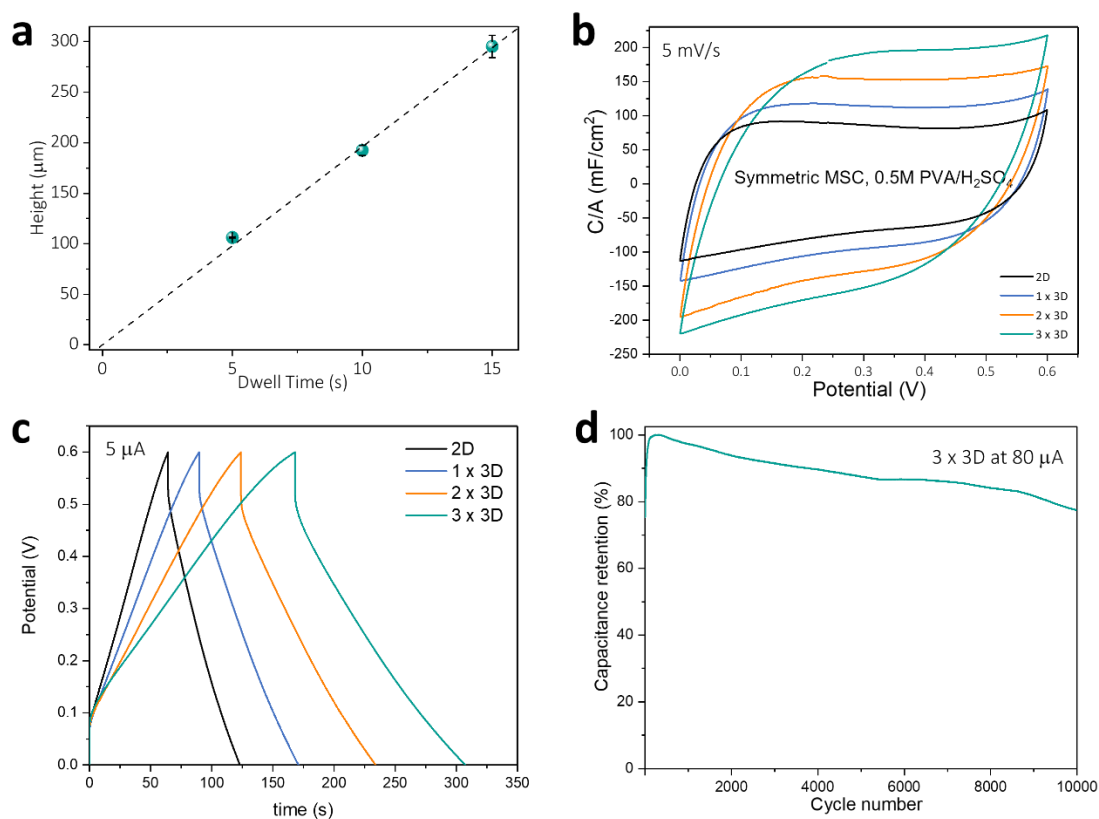 a
300
250
200
150
100
50
0
Height (µm)
0 5 10 15
Dwell Time (s)
b
5 mV/s
200
150
100
50
0
-50
-100
-150
-200
-250
C/A (mF/cm²)
Symmetric MSC, 0.5M PVA/H₂SO₄
2D
1 x 3D
2 x 3D
3 x 3D
0.0 0.1 0.2 0.3 0.4 0.5 0.6
Potential (V)
c
5 µA
0.6
0.5
0.4
0.3
0.2
0.1
0.0
Potential (V)
2D
1 x 3D
2 x 3D
3 x 3D
0 50 100 150 200 250 300 350
time (s)
d
3 x 3D at 80 µA
100
80
60
40
20
0
Capacitance retention (%)
2000 4000 6000 8000 10000
Cycle number